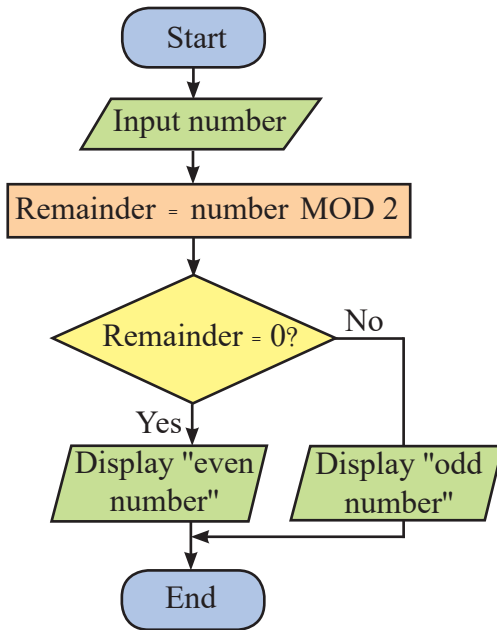 Start
Input number
Remainder = number MOD 2
Remainder = 0?
No
Yes
Display "even
number"
Display "odd
number"
End